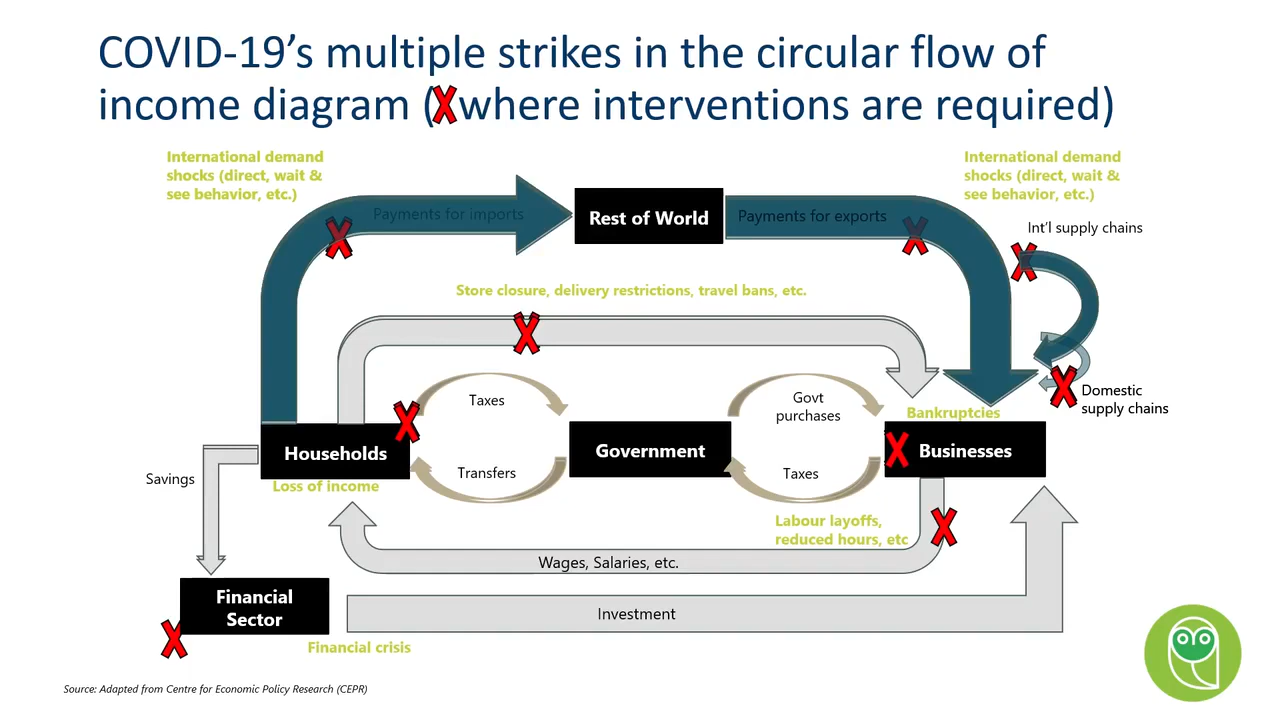 COVID-19's multiple strikes in the circular flow of
income diagram (X where interventions are required)
International demand
shocks (direct, wait &
see behavior, etc.)
International demand
shocks (direct, wait &
see behavior, etc.)
Payments for imports
Rest of World
Payments for exports
Int'l supply chains
Store closure, delivery restrictions, travel bans, etc.
Taxes
Govt
purchases
Domestic
supply chains
Bankruptcies
Households
Government
Businesses
Savings
Transfers
Taxes
Loss of income
Labour layoffs,
reduced hours, etc
Wages, Salaries, etc.
Financial
Sector
Investment
Financial crisis
Source: Adapted from Centre for Economic Policy Research (CEPR)